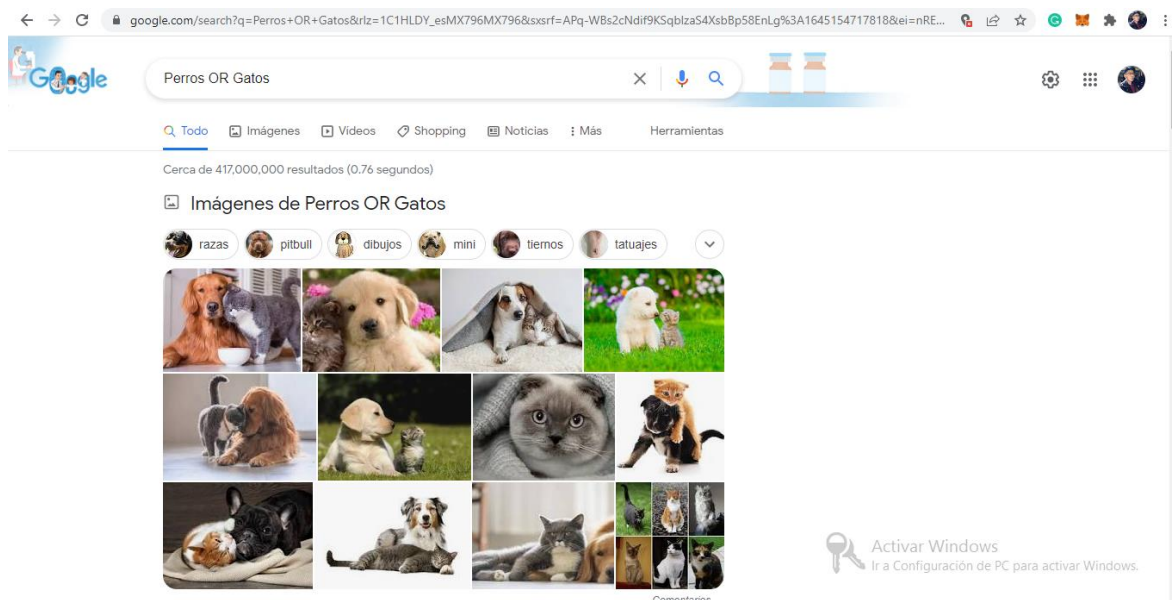 google.com/search?q=Perros+OR+Gatos&rlz=1C1HLDY_esMX796MX796&sxsrf=APq-WBs2cNdif9KSqblzaS4XsbBp58EnLg%3A1645154717818&ei=nRE...
Google
Perros OR Gatos
Todo Imágenes Videos Shopping Noticias Más Herramientas
Cerca de 417,000,000 resultados (0.76 segundos)
Imágenes de Perros OR Gatos
razas pitbull dibujos mini tiernos tatuajes
Activar Windows
Ir a Configuración de PC para activar Windows.
Comentarios